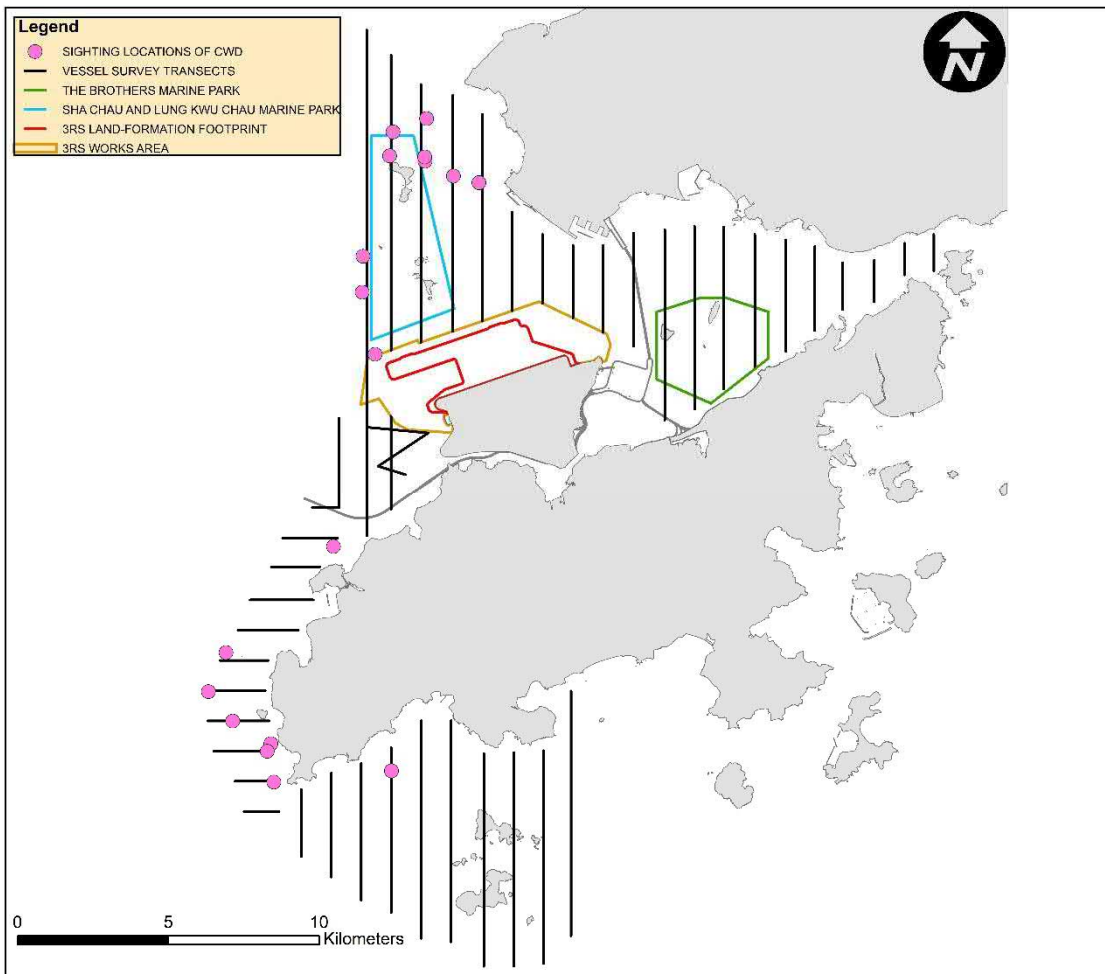 Legend
SIGHTING LOCATIONS OF CWD
VESSEL SURVEY TRANSECTS
THE BROTHERS MARINE PARK
SHA CHAU AND LUNG KWU CHAU MARINE PARK
3RS LAND-FORMATION FOOTPRINT
3RS WORKS AREA
N
0 5 10
Kilometers